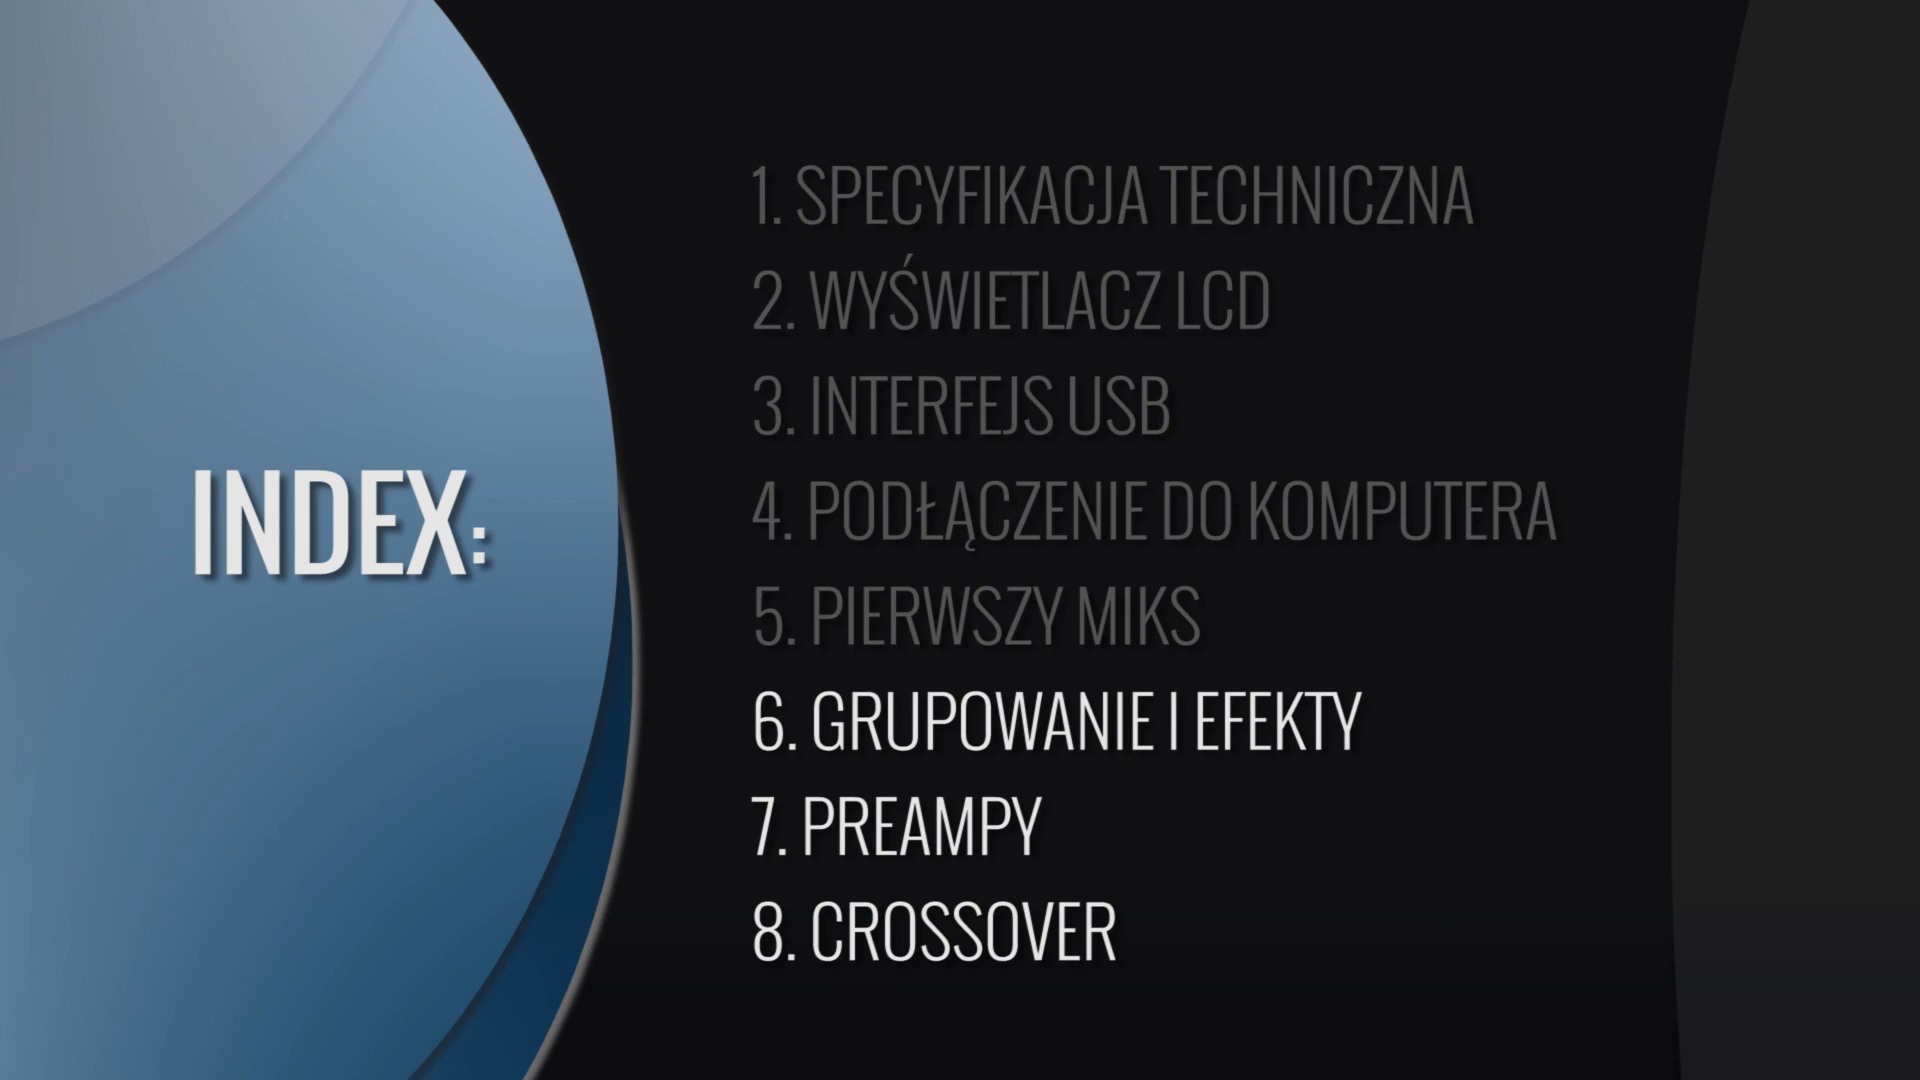 INDEX:
1. SPECYFIKACJA TECHNICZNA
2. WYŚWIETLACZ LCD
3. INTERFEJS USB
4. PODŁĄCZENIE DO KOMPUTERA
5. PIERWSZY MIKS
6. GRUPOWANIE I EFEKTY
7. PREAMPY
8. CROSSOVER